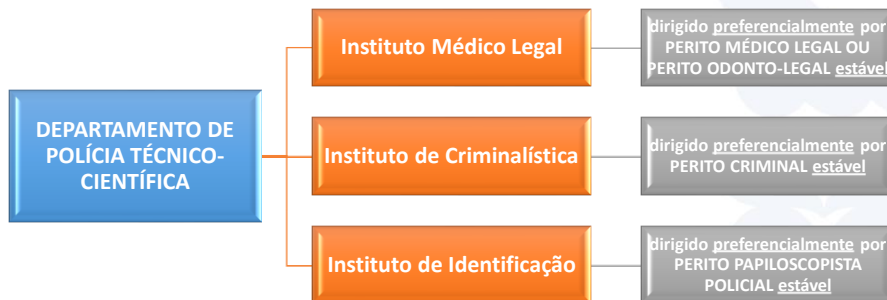 DEPARTAMENTO DE
POLÍCIA TÉCNICO-
CIENTÍFICA
Instituto Médico Legal
dirigido preferencialmente por
PERITO MÉDICO LEGAL OU
PERITO ODONTO-LEGAL estável
Instituto de Criminalística
dirigido preferencialmente por
PERITO CRIMINAL estável
Instituto de Identificação
dirigido preferencialmente por
PERITO PAPILOSCOPISTA
POLICIAL estável